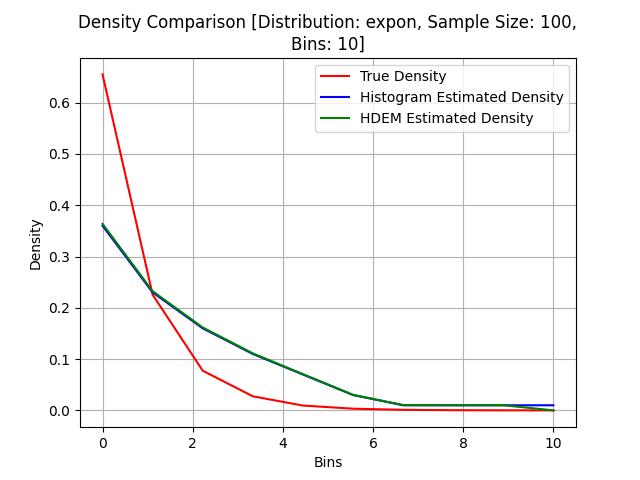 Density Comparison [Distribution: expon, Sample Size: 100,
Bins: 10]
True Density
Histogram Estimated Density
HDEM Estimated Density
Density
0.6
0.5
0.4
0.3
0.2
0.1
0.0
0 2 4 6 8 10
Bins